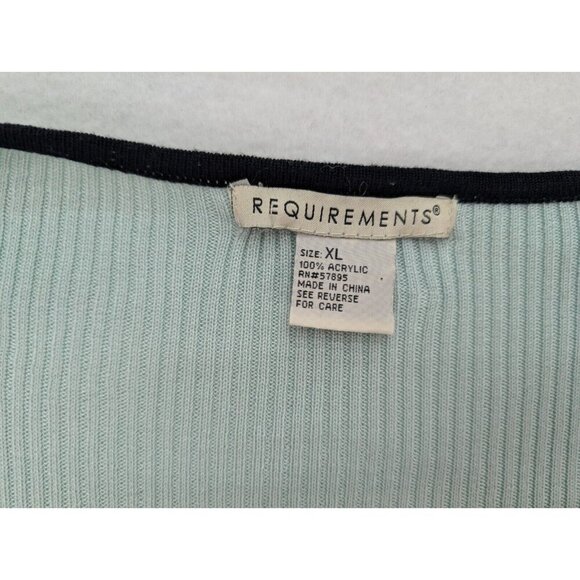 REQUIREMENTS®
SIZE: XL
100% ACRYLIC
RN#57895
MADE IN CHINA
SEE REVERSE
FOR CARE